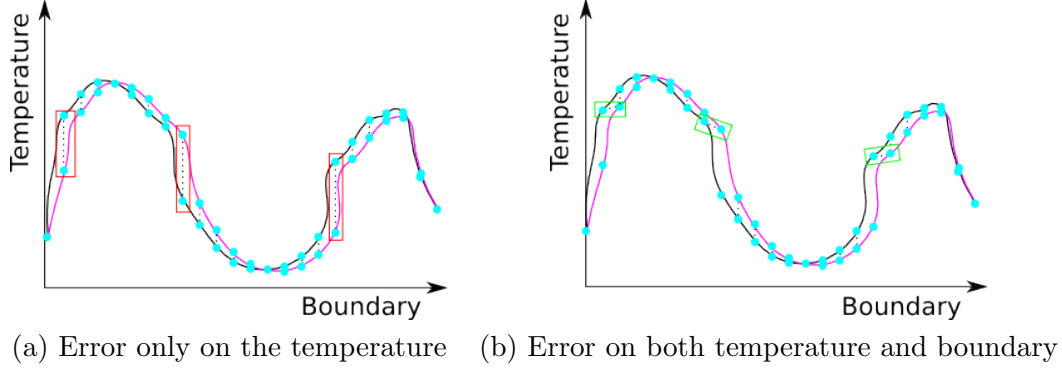 Temperature
Boundary
(a) Error only on the temperature
Temperature
Boundary
(b) Error on both temperature and boundary